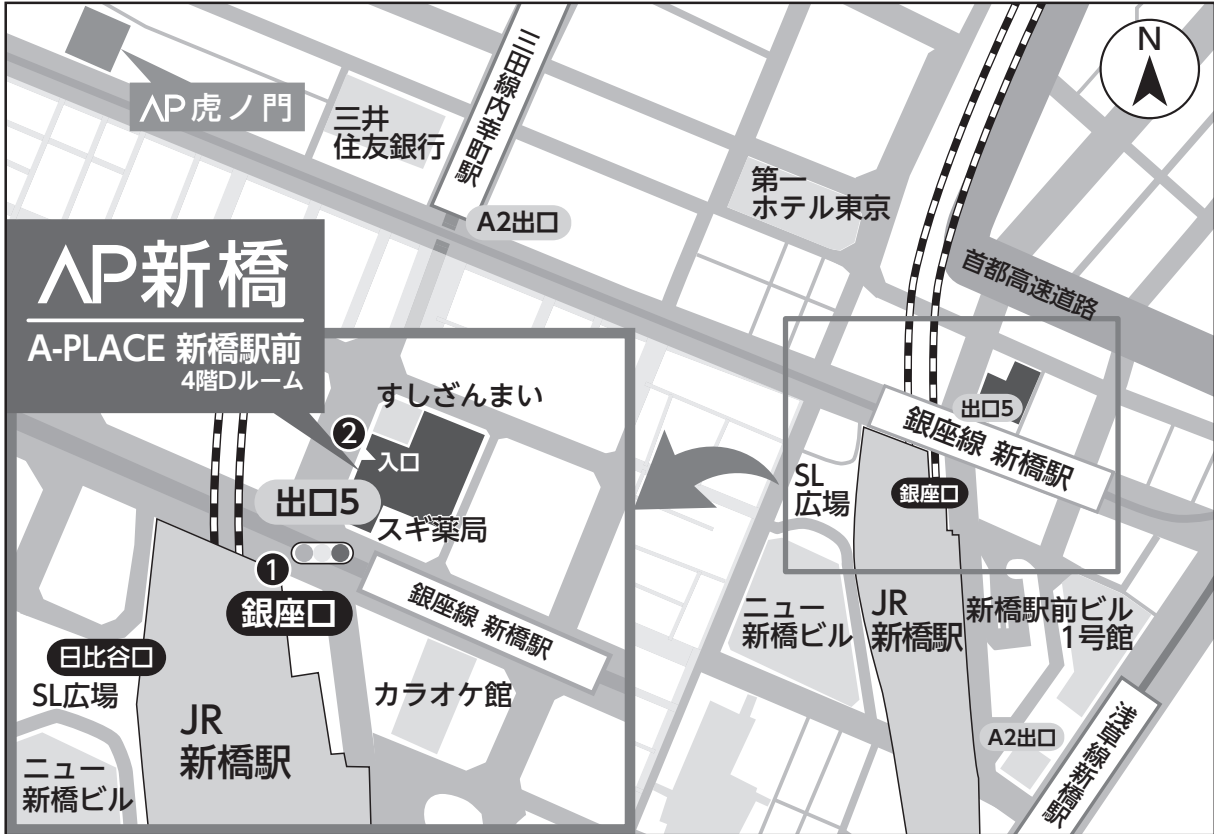 N
AP 虎ノ門
三井
住友銀行
三田線内幸町駅
A2出口
第一
ホテル東京
首都高速道路
AP新橋
A-PLACE 新橋駅前
4階Dルーム
すしざんまい
2
入口
出口5
スギ薬局
1
銀座口
銀座線 新橋駅
日比谷口
SL広場
カラオケ館
JR
新橋駅
ニュー
新橋ビル
出口5
銀座線 新橋駅
SL
広場
銀座口
ニュー
新橋ビル
JR
新橋駅
新橋駅前ビル
1号館
A2出口
浅草線新橋駅